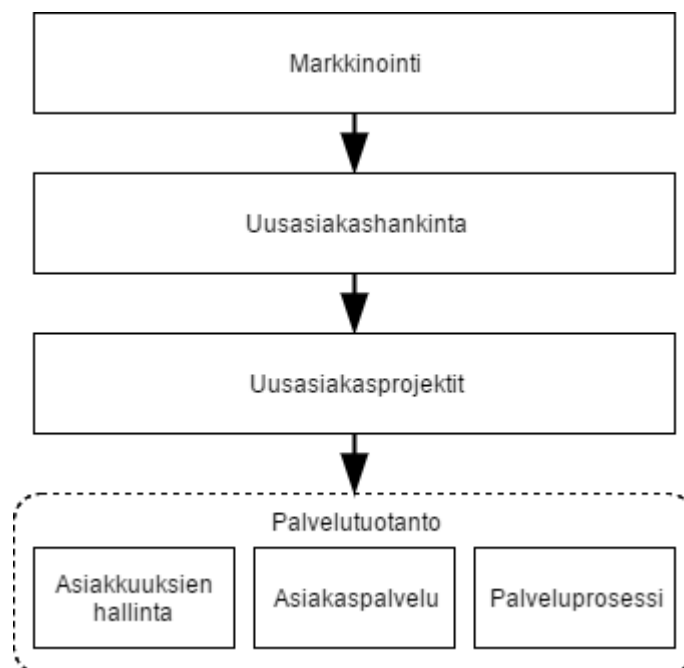 Markkinointi
Uusasiakashankinta
Uusasiakasprojektit
Palvelutuotanto
Asiakkuuksien
hallinta
Asiakaspalvelu
Palveluprosessi